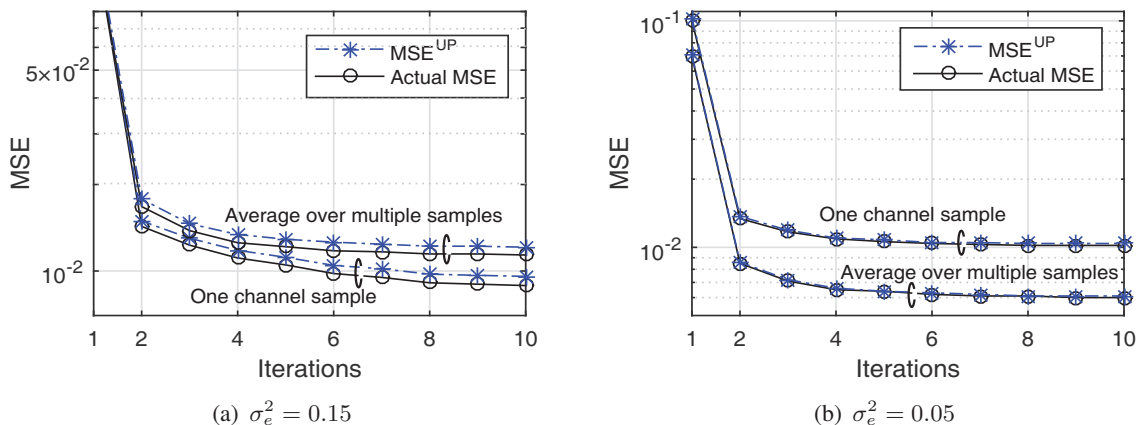 MSE^UP
Actual MSE
5×10^-2
10^-2
MSE
Average over multiple samples
One channel sample
1 2 4 6 8 10
Iterations
(a) σ_e^2 = 0.15
MSE^UP
Actual MSE
10^-1
10^-2
MSE
One channel sample
Average over multiple samples
1 2 4 6 8 10
Iterations
(b) σ_e^2 = 0.05